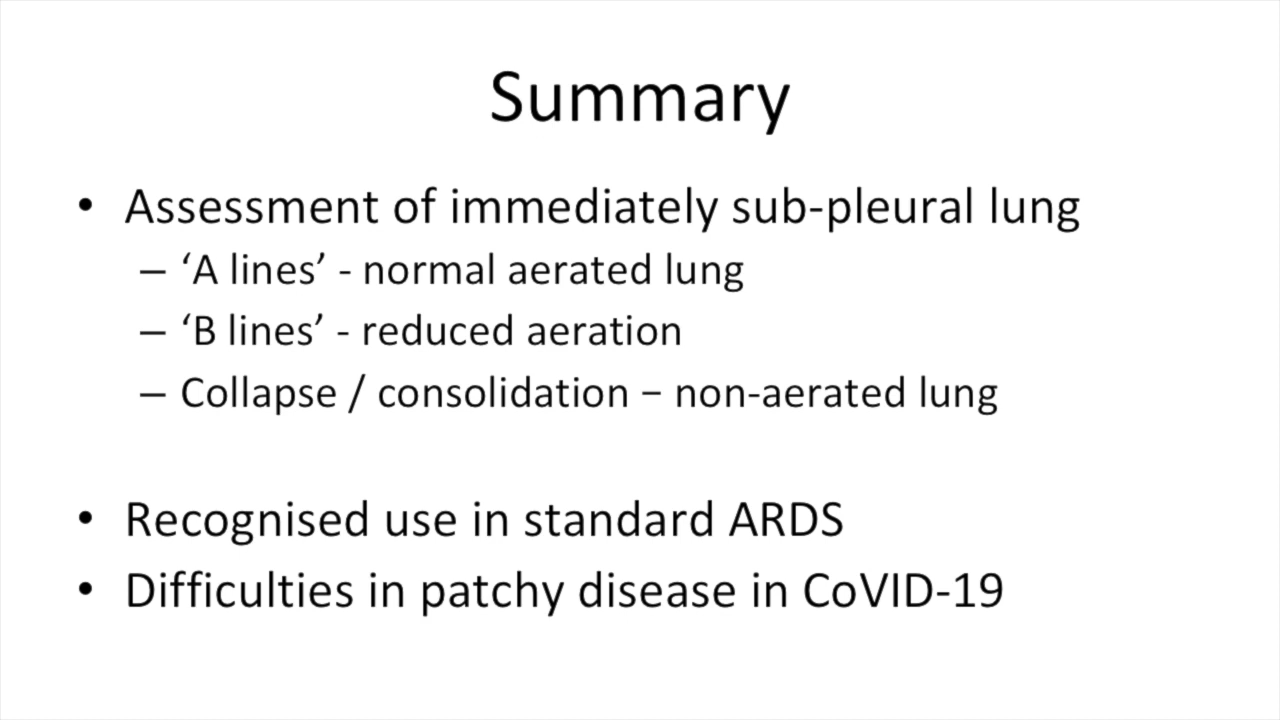 Summary
• Assessment of immediately sub-pleural lung
– ‘A lines’ - normal aerated lung
– ‘B lines’ - reduced aeration
– Collapse / consolidation – non-aerated lung
• Recognised use in standard ARDS
• Difficulties in patchy disease in CoVID-19